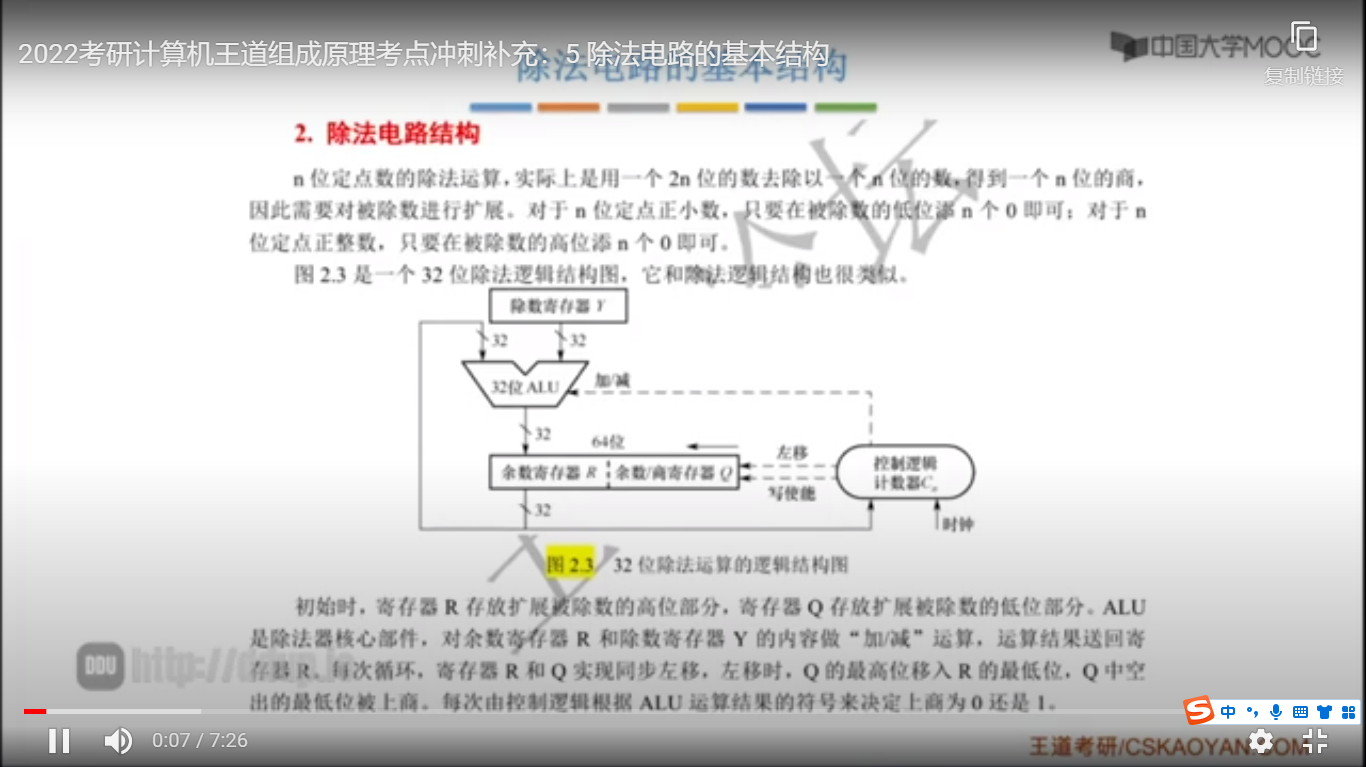 2022考研计算机王道组成原理考点冲刺补充：5 除法电路的基本结构
除法电路的基本结构
中国大学MOOC
复制链接
2. 除法电路结构
n 位定点数的除法运算，实际上是用一个 2n 位的数去除以一个 n 位的数，得到一个 n 位的商，
因此需要对被除数进行扩展。对于 n 位定点正小数，只要在被除数的低位添 n 个 0 即可；对于 n
位定点正整数，只要在被除数的高位添 n 个 0 即可。
图 2.3 是一个 32 位除法逻辑结构图，它和除法逻辑结构也很类似。
除数寄存器 Y
32
32
32位 ALU
加/减
32
64位
左移
余数寄存器 R
余数/商寄存器 Q
控制逻辑
计数器Cn
写使能
32
时钟
图 2.3 32 位除法运算的逻辑结构图
初始时，寄存器 R 存放扩展被除数的高位部分，寄存器 Q 存放扩展被除数的低位部分。ALU
是除法器核心部件，对余数寄存器 R 和除数寄存器 Y 的内容做“加/减”运算，运算结果送回寄
存器 R。每次循环，寄存器 R 和 Q 实现同步左移，左移时，Q 的最高位移入 R 的最低位，Q 中空
出的最低位被上商。每次由控制逻辑根据 ALU 运算结果的符号来决定上商为 0 还是 1。
DDU
http://
中
0:07 / 7:26
王道考研/CSKAOYAN.COM